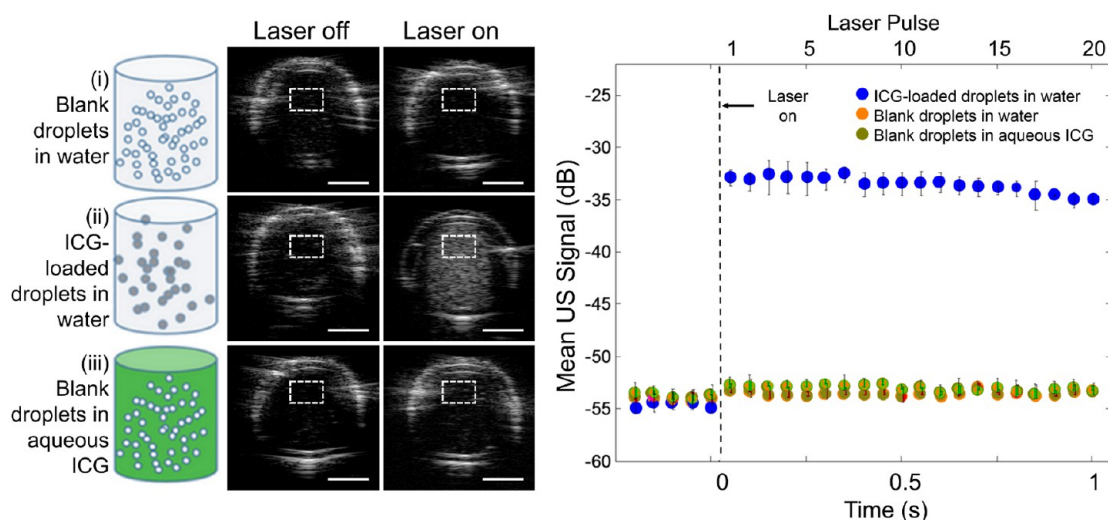 Laser off Laser on
(i)
Blank
droplets
in water
(ii)
ICG-
loaded
droplets in
water
(iii)
Blank
droplets in
aqueous
ICG
Laser Pulse
1 5 10 15 20
Laser
on
ICG-loaded droplets in water
Blank droplets in water
Blank droplets in aqueous ICG
Mean US Signal (dB)
-25
-30
-35
-40
-45
-50
-55
-60
0 0.5 1
Time (s)